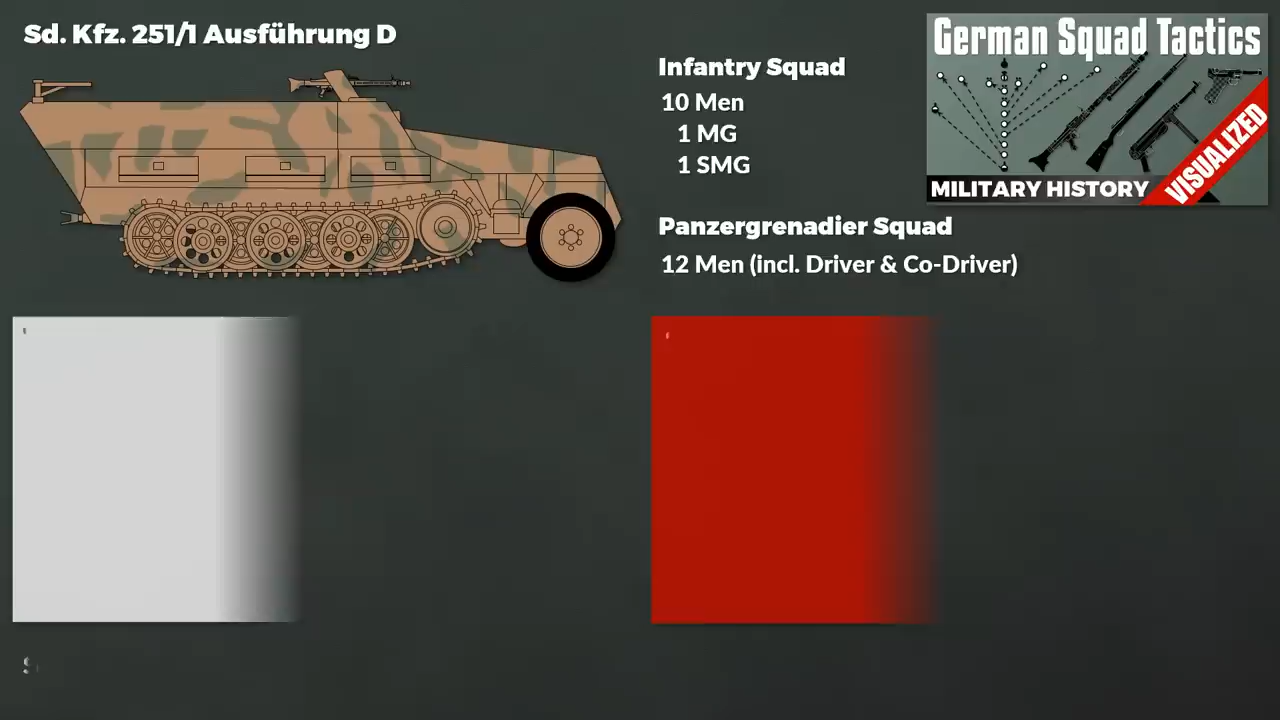 Sd. Kfz. 251/1 Ausführung D
Infantry Squad
10 Men
1 MG
1 SMG
Panzergrenadier Squad
12 Men (incl. Driver & Co-Driver)
German Squad Tactics
MILITARY HISTORY
VISUALIZED